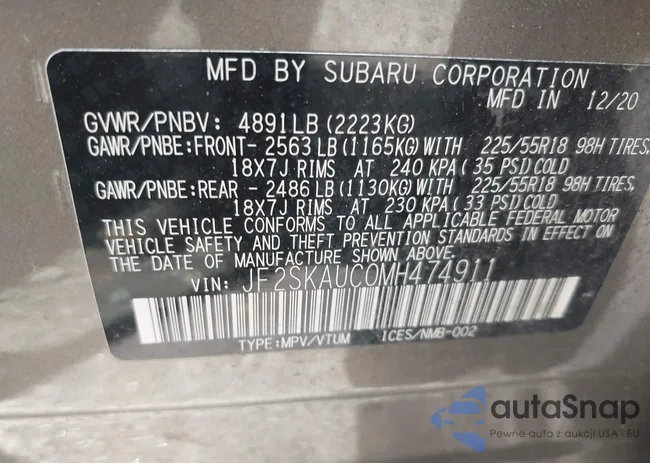 MFD BY SUBARU CORPORATION
MFD IN 12/20
GVWR/PNBV: 4891LB (2223KG)
GAWR/PNBE:FRONT- 2563 LB (1165KG) WITH 225/55R18 98H TIRES,
18X7J RIMS AT 240 KPA (35 PSI) COLD
GAWR/PNBE:REAR - 2486 LB (1130KG) WITH 225/55R18 98H TIRES,
18X7J RIMS AT 230 KPA (33 PSI) COLD
THIS VEHICLE CONFORMS TO ALL APPLICABLE FEDERAL MOTOR
VEHICLE SAFETY AND THEFT PREVENTION STANDARDS IN EFFECT ON
THE DATE OF MANUFACTURE SHOWN ABOVE.
VIN: JF2SKAUC0MH474911
TYPE:MPV/VTUM ICES/NMB-002
autaSnap
Pewne auta z aukcji USA / EU